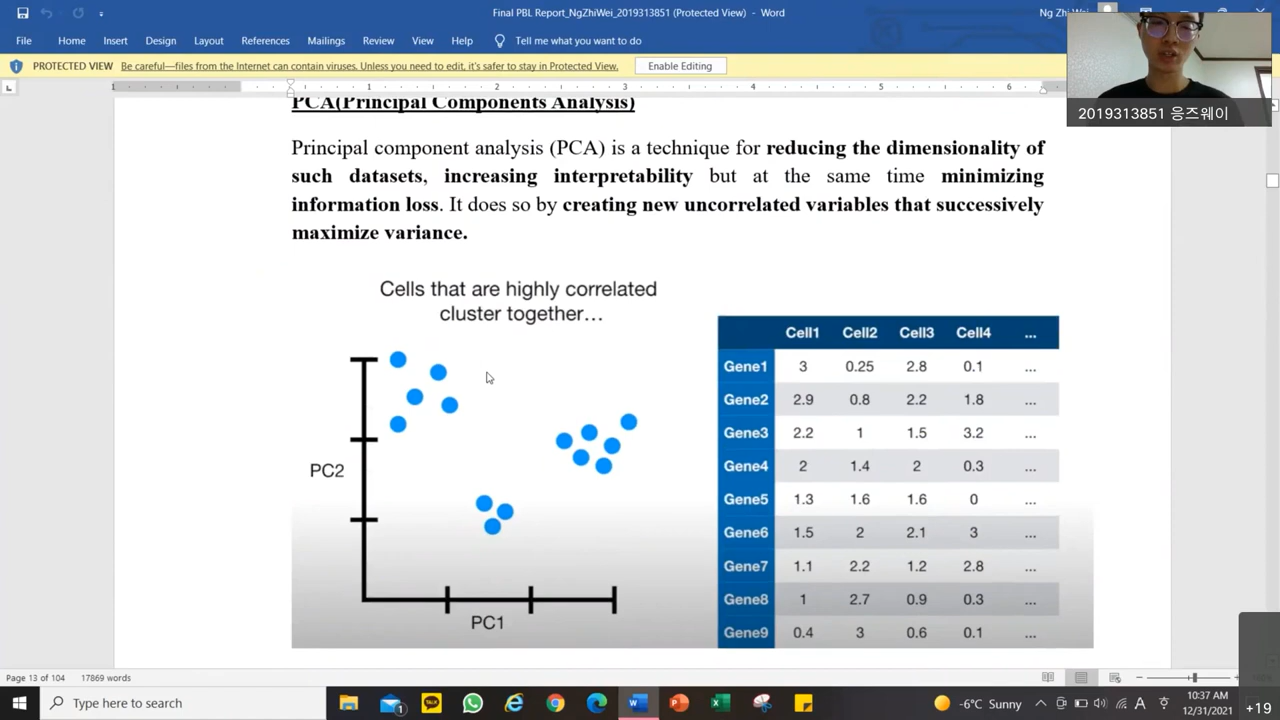 Final PBL Report_NgZhiWei_2019313851 (Protected View) - Word
Ng Zhi Wei
File Home Insert Design Layout References Mailings Review View Help Tell me what you want to do
PROTECTED VIEW Be careful—files from the Internet can contain viruses. Unless you need to edit, it's safer to stay in Protected View. Enable Editing
2019313851 응즈웨이
1 1 2 3 4 5 6
PCA(Principal Components Analysis)
Principal component analysis (PCA) is a technique for reducing the dimensionality of
such datasets, increasing interpretability but at the same time minimizing
information loss. It does so by creating new uncorrelated variables that successively
maximize variance.
Cells that are highly correlated
cluster together...
PC2
PC1
Cell1 Cell2 Cell3 Cell4 ...
Gene1 3 0.25 2.8 0.1 ...
Gene2 2.9 0.8 2.2 1.8 ...
Gene3 2.2 1 1.5 3.2 ...
Gene4 2 1.4 2 0.3 ...
Gene5 1.3 1.6 1.6 0 ...
Gene6 1.5 2 2.1 3 ...
Gene7 1.1 2.2 1.2 2.8 ...
Gene8 1 2.7 0.9 0.3 ...
Gene9 0.4 3 0.6 0.1 ...
Page 13 of 104 17869 words
Type here to search
TALK
-6°C Sunny
A
10:37 AM
12/31/2021
+19